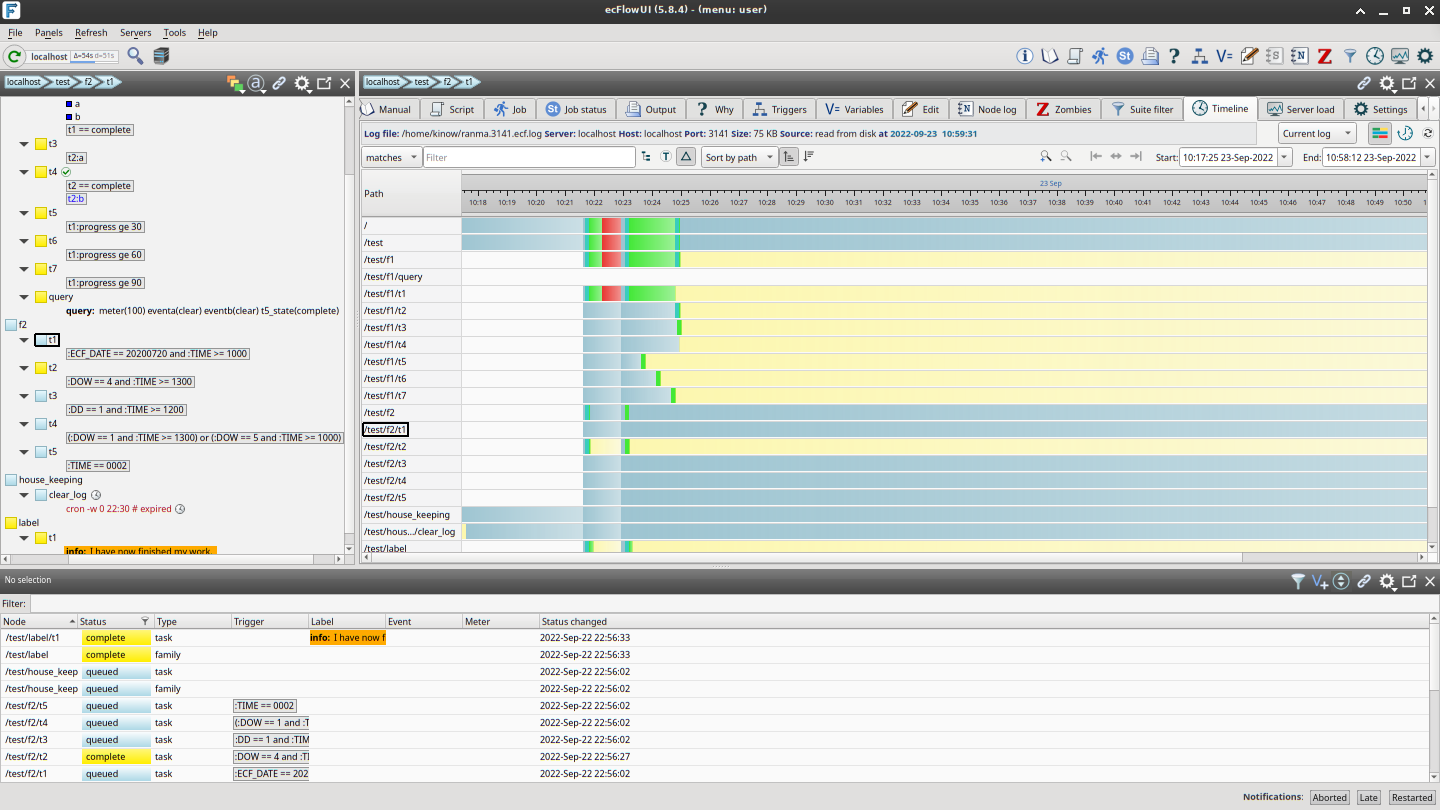 ecFlowUI (5.8.4) - (menu: user)
File Panels Refresh Servers Tools Help
localhost Δ=54s d=51s
localhost test f2 t1
a
b
t1 == complete
t3
t2:a
t4
t2 == complete
t2:b
t5
t1:progress ge 30
t6
t1:progress ge 60
t7
t1:progress ge 90
query
query: meter(100) eventa(clear) eventb(clear) t5_state(complete)
f2
t1
:ECF_DATE == 20200720 and :TIME >= 1000
t2
:DOW == 4 and :TIME >= 1300
t3
:DD == 1 and :TIME >= 1200
t4
(:DOW == 1 and :TIME >= 1300) or (:DOW == 5 and :TIME >= 1000)
t5
:TIME == 0002
house_keeping
clear_log
cron -w 0 22:30 # expired
label
t1
info: I have now finished my work.
localhost test f2 t1
Manual Script Job Job status Output Why Triggers Variables Edit Node log Zombies Suite filter Timeline Server load Settings
Log file: /home/kinow/ranma.3141.ecf.log Server: localhost Host: localhost Port: 3141 Size: 75 KB Source: read from disk at 2022-09-23 10:59:31
Current log
matches Filter Sort by path Start: 10:17:25 23-Sep-2022 End: 10:58:12 23-Sep-2022
Path
23 Sep
10:18 10:19 10:20 10:21 10:22 10:23 10:24 10:25 10:26 10:27 10:28 10:29 10:30 10:31 10:32 10:33 10:34 10:35 10:36 10:37 10:38 10:39 10:40 10:41 10:42 10:43 10:44 10:45 10:46 10:47 10:48 10:49 10:50
/
/test
/test/f1
/test/f1/query
/test/f1/t1
/test/f1/t2
/test/f1/t3
/test/f1/t4
/test/f1/t5
/test/f1/t6
/test/f1/t7
/test/f2
/test/f2/t1
/test/f2/t2
/test/f2/t3
/test/f2/t4
/test/f2/t5
/test/house_keeping
/test/hous.../clear_log
/test/label
No selection
Filter:
Node Status Type Trigger Label Event Meter Status changed
/test/label/t1 complete task info: I have now f 2022-Sep-22 22:56:33
/test/label complete family 2022-Sep-22 22:56:33
/test/house_keep queued task 2022-Sep-22 22:56:02
/test/house_keep queued family 2022-Sep-22 22:56:02
/test/f2/t5 queued task :TIME == 0002 2022-Sep-22 22:56:02
/test/f2/t4 queued task (:DOW == 1 and :T 2022-Sep-22 22:56:02
/test/f2/t3 queued task :DD == 1 and :TIM 2022-Sep-22 22:56:02
/test/f2/t2 complete task :DOW == 4 and :TI 2022-Sep-22 22:56:27
/test/f2/t1 queued task :ECF_DATE == 202 2022-Sep-22 22:56:02
Notifications: Aborted Late Restarted